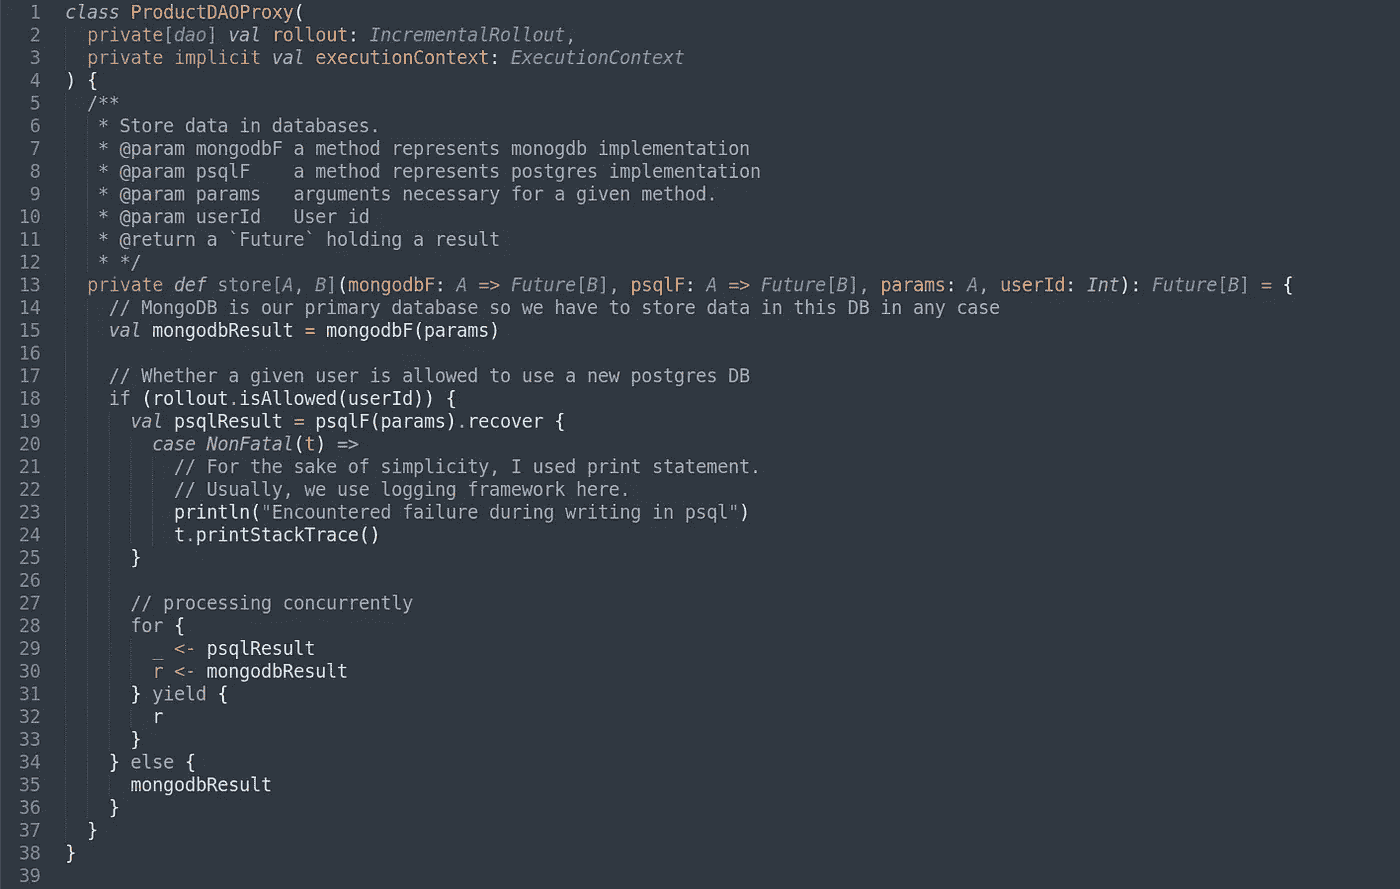 1 class ProductDAOProxy(
2   private[dao] val rollout: IncrementalRollout,
3   private implicit val executionContext: ExecutionContext
4 ) {
5   /**
6    * Store data in databases.
7    * @param mongodbF a method represents monogdb implementation
8    * @param psqlF    a method represents postgres implementation
9    * @param params   arguments necessary for a given method.
10    * @param userId   User id
11    * @return a `Future` holding a result
12    * */
13   private def store[A, B](mongodbF: A => Future[B], psqlF: A => Future[B], params: A, userId: Int): Future[B] = {
14     // MongoDB is our primary database so we have to store data in this DB in any case
15     val mongodbResult = mongodbF(params)
16
17     // Whether a given user is allowed to use a new postgres DB
18     if (rollout.isAllowed(userId)) {
19       val psqlResult = psqlF(params).recover {
20         case NonFatal(t) =>
21           // For the sake of simplicity, I used print statement.
22           // Usually, we use logging framework here.
23           println("Encountered failure during writing in psql")
24           t.printStackTrace()
25       }
26
27       // processing concurrently
28       for {
29         _ <- psqlResult
30         r <- mongodbResult
31       } yield {
32         r
33       }
34     } else {
35       mongodbResult
36     }
37   }
38 }
39